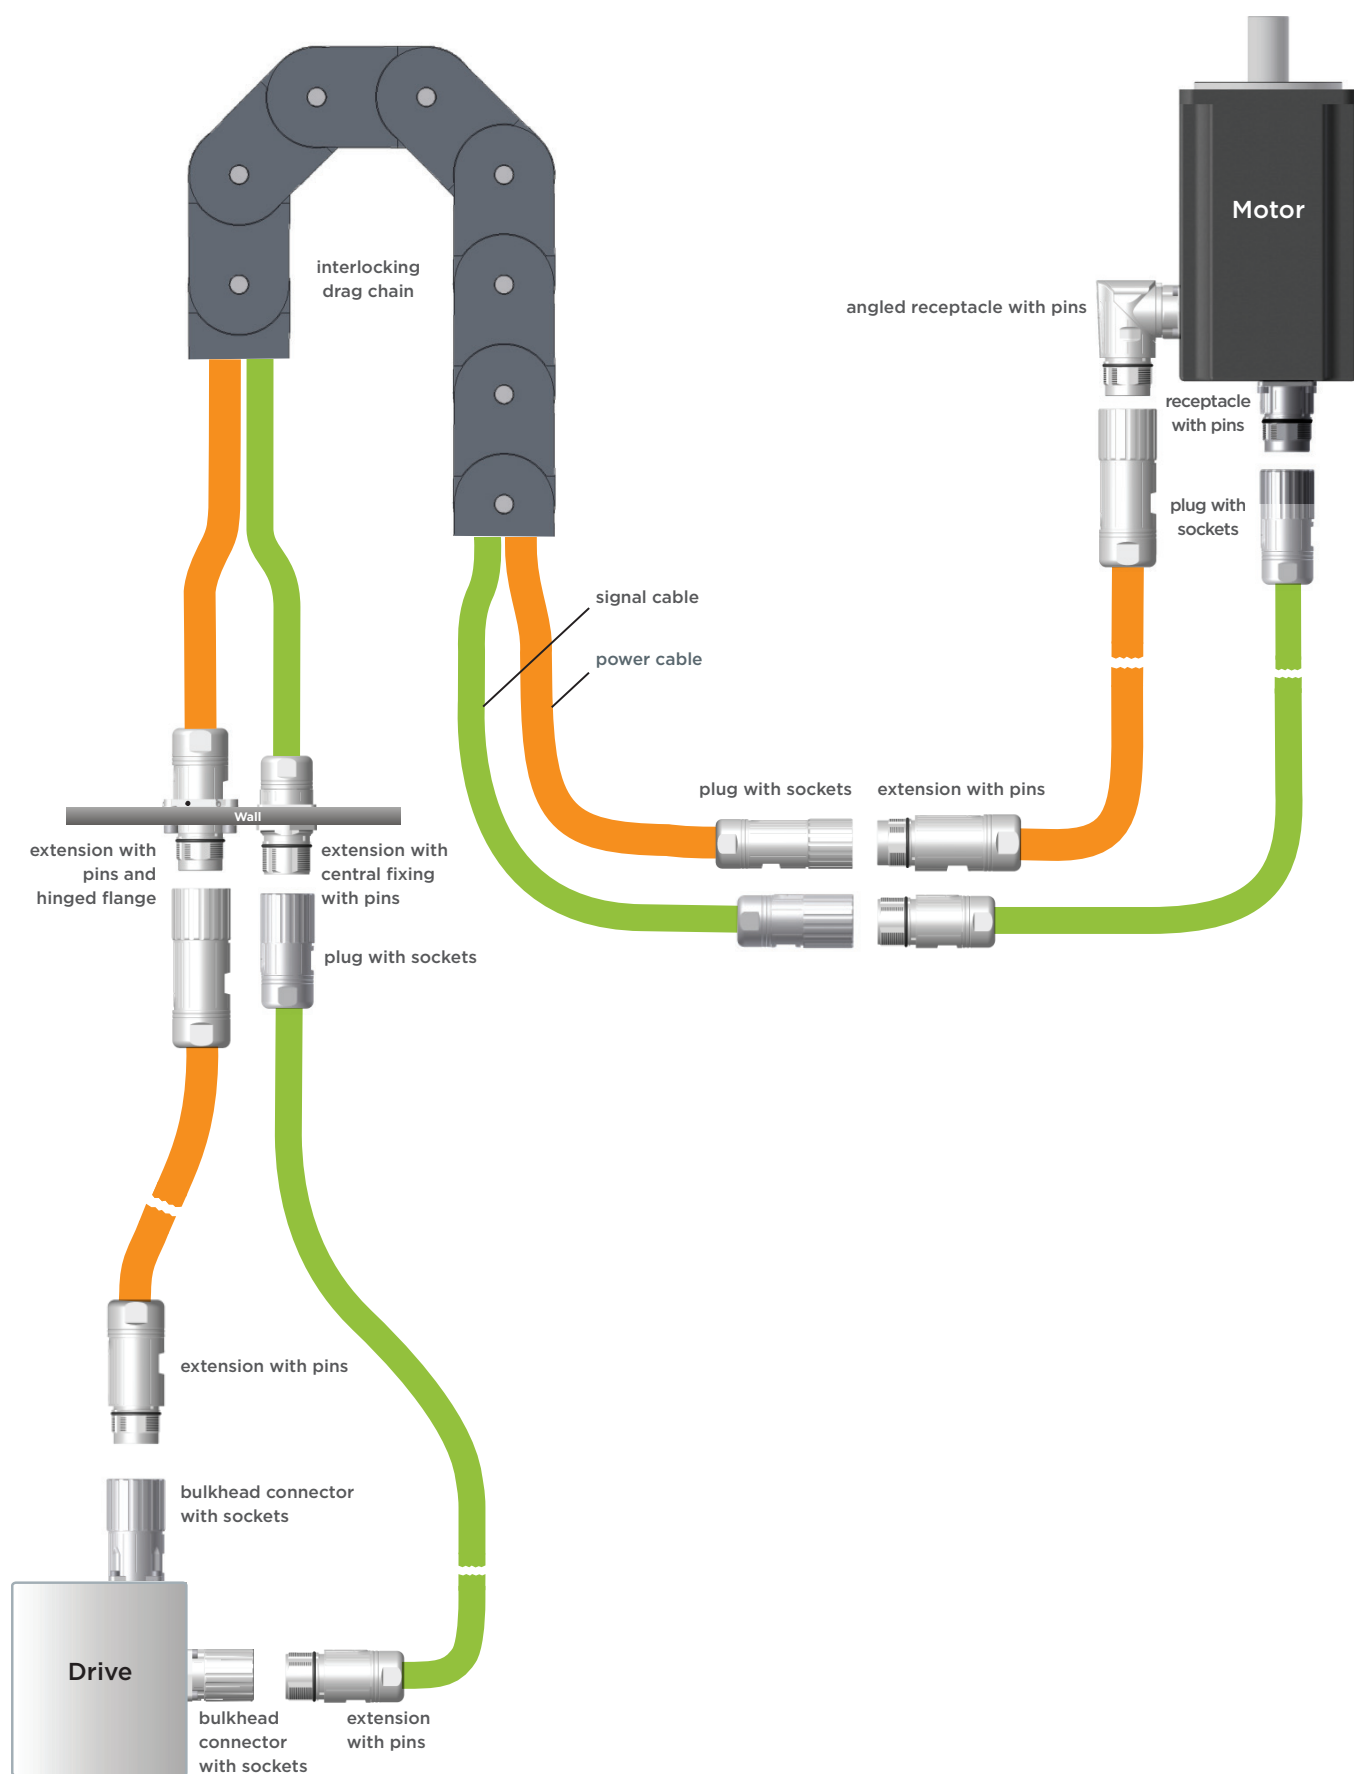 Motor
interlocking
drag chain
angled receptacle with pins
receptacle
with pins
plug with
sockets
signal cable
power cable
plug with sockets
extension with pins
Wall
extension with
pins and
hinged flange
extension with
central fixing
with pins
plug with sockets
extension with pins
bulkhead connector
with sockets
Drive
bulkhead
connector
with sockets
extension
with pins